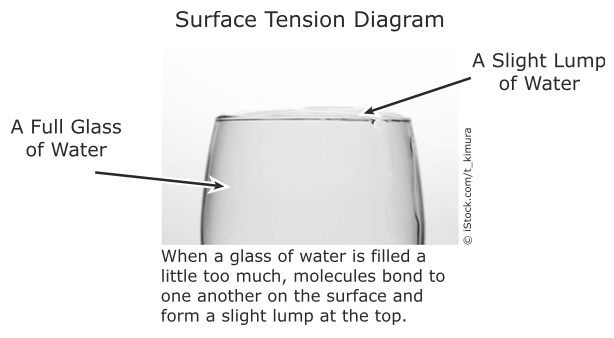 Surface Tension Diagram
A Slight Lump
of Water
A Full Glass
of Water
© iStock.com/t_kimura
When a glass of water is filled a
little too much, molecules bond to
one another on the surface and
form a slight lump at the top.